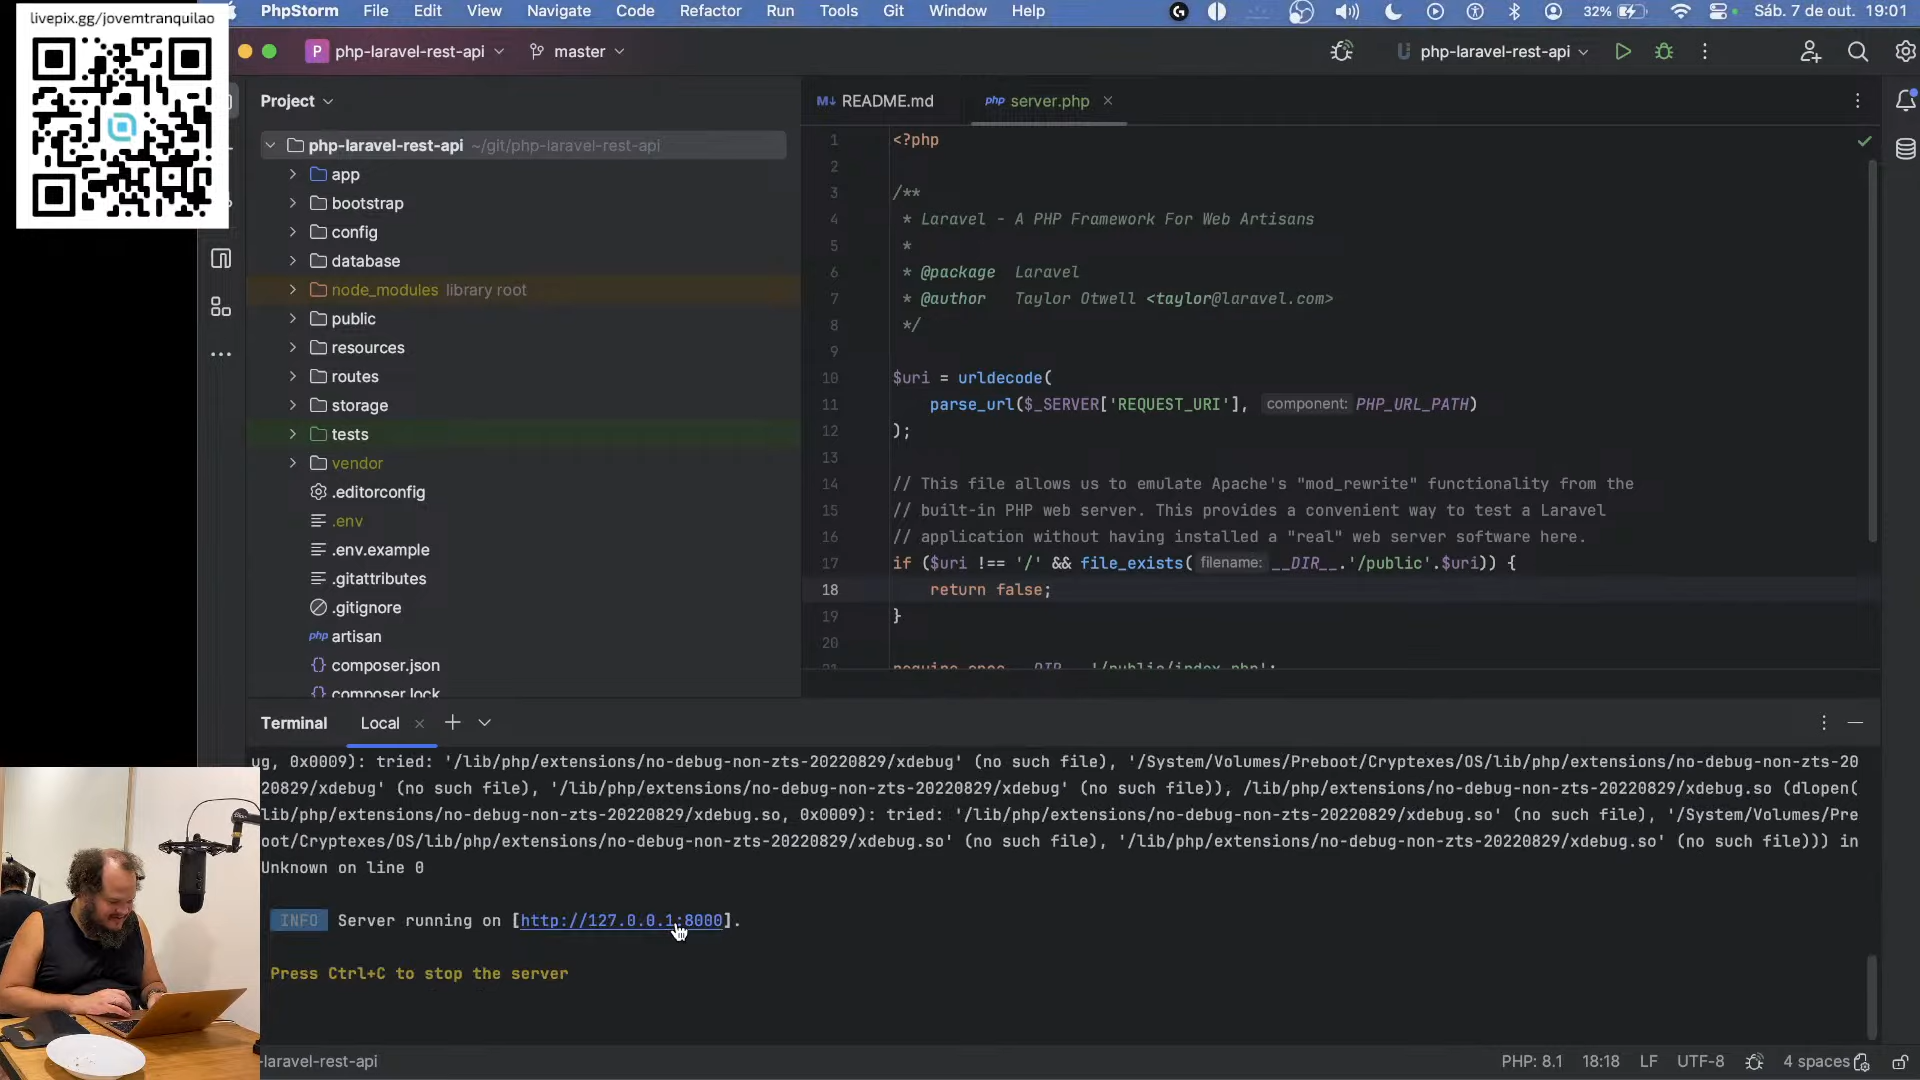 livepix.gg/jovemtranquilao
PhpStorm File Edit View Navigate Code Refactor Run Tools Git Window Help
32% Sáb. 7 de out. 19:01
P php-laravel-rest-api master
php-laravel-rest-api
Project
README.md
php server.php
php-laravel-rest-api ~/git/php-laravel-rest-api
app
bootstrap
config
database
node_modules library root
public
resources
routes
storage
tests
vendor
.editorconfig
.env
.env.example
.gitattributes
.gitignore
php artisan
composer.json
composer.lock
1 <?php
2
3 /**
4 * Laravel - A PHP Framework For Web Artisans
5 *
6 * @package Laravel
7 * @author Taylor Otwell <taylor@laravel.com>
8 */
9
10 $uri = urldecode(
11 parse_url($_SERVER['REQUEST_URI'], component: PHP_URL_PATH)
12 );
13
14 // This file allows us to emulate Apache's "mod_rewrite" functionality from the
15 // built-in PHP web server. This provides a convenient way to test a Laravel
16 // application without having installed a "real" web server software here.
17 if ($uri !== '/' && file_exists( filename: __DIR__.'/public'.$uri)) {
18 return false;
19 }
20
21 require_once __DIR__.'/public/index.php';
Terminal Local
ug, 0x0009): tried: '/lib/php/extensions/no-debug-non-zts-20220829/xdebug' (no such file), '/System/Volumes/Preboot/Cryptexes/OS/lib/php/extensions/no-debug-non-zts-20
20829/xdebug' (no such file), '/lib/php/extensions/no-debug-non-zts-20220829/xdebug' (no such file)), /lib/php/extensions/no-debug-non-zts-20220829/xdebug.so (dlopen(
lib/php/extensions/no-debug-non-zts-20220829/xdebug.so, 0x0009): tried: '/lib/php/extensions/no-debug-non-zts-20220829/xdebug.so' (no such file), '/System/Volumes/Pre
oot/Cryptexes/OS/lib/php/extensions/no-debug-non-zts-20220829/xdebug.so' (no such file), '/lib/php/extensions/no-debug-non-zts-20220829/xdebug.so' (no such file))) in
Unknown on line 0
INFO Server running on [http://127.0.0.1:8000].
Press Ctrl+C to stop the server
-laravel-rest-api
PHP: 8.1 18:18 LF UTF-8 4 spaces